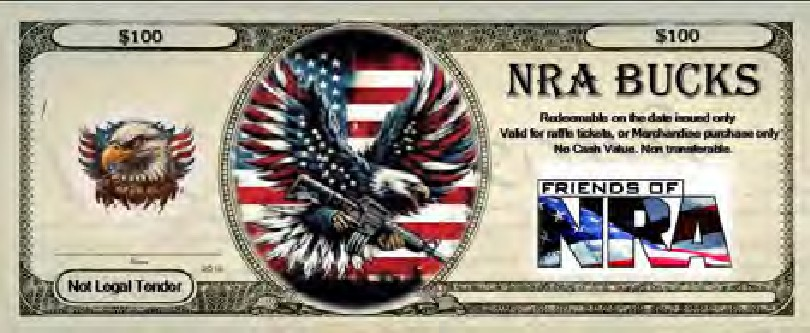 $100
$100
NRA BUCKS
Redeemable on the date issued only
Valid for raffle tickets, or Merchandise purchase only
No Cash Value. Non transferable.
FRIENDS OF
NRA
Not Legal Tender